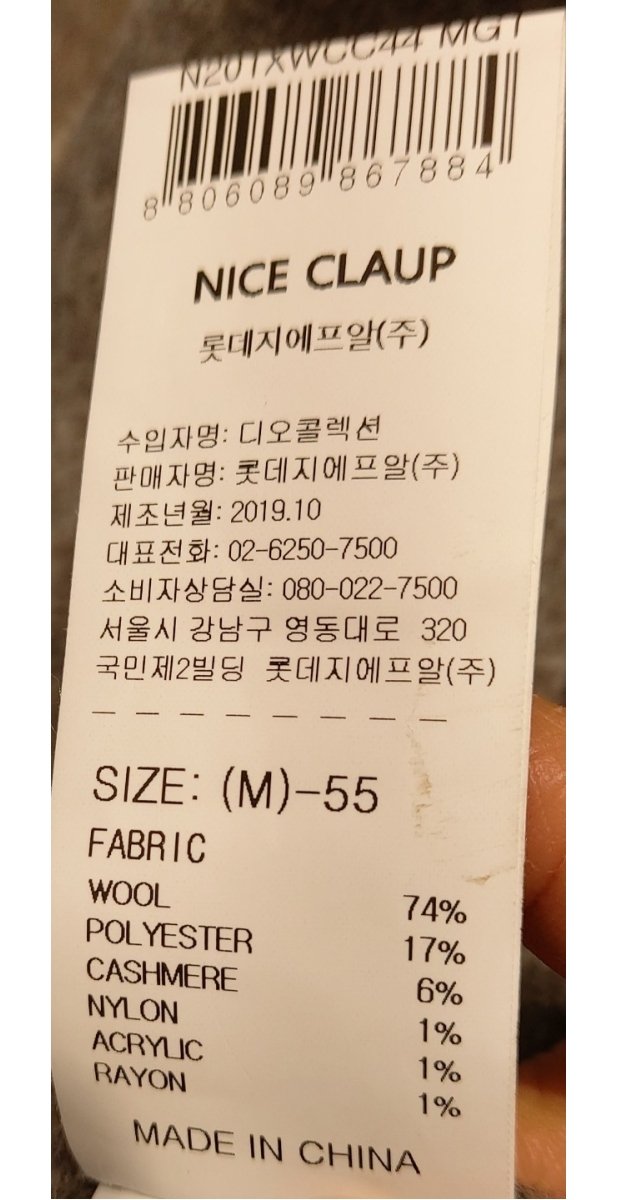 N201XWCC44 MGT
8 806089 867884
NICE CLAUP
롯데지에프알(주)
수입자명: 디오콜렉션
판매자명: 롯데지에프알(주)
제조년월: 2019.10
대표전화: 02-6250-7500
소비자상담실: 080-022-7500
서울시 강남구 영동대로 320
국민제2빌딩 롯데지에프알(주)
SIZE: (M)-55
FABRIC
WOOL 74%
POLYESTER 17%
CASHMERE 6%
NYLON 1%
ACRYLIC 1%
RAYON 1%
MADE IN CHINA